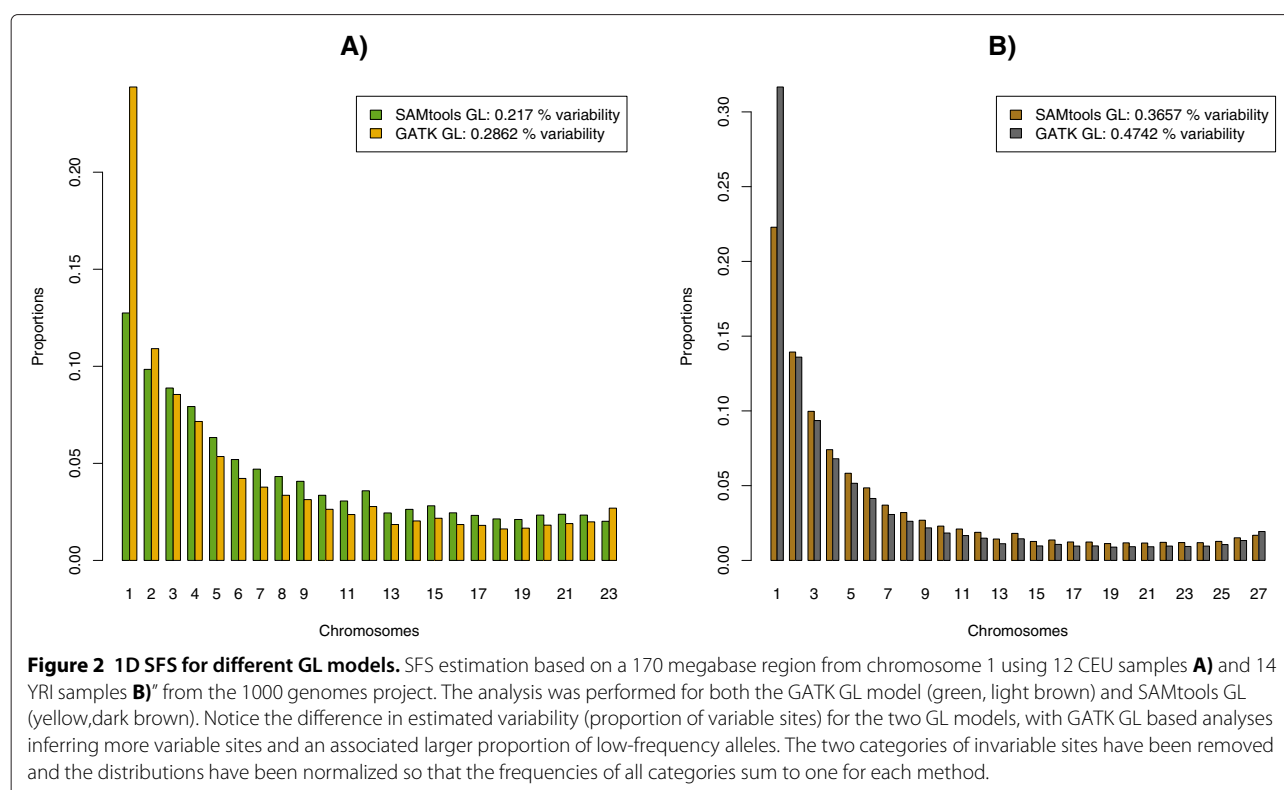 A)
SAMtools GL: 0.217 % variability
GATK GL: 0.2862 % variability
Proportions
0.20
0.15
0.10
0.05
0.00
1 2 3 4 5 6 7 8 9 11 13 15 17 19 21 23
Chromosomes
B)
SAMtools GL: 0.3657 % variability
GATK GL: 0.4742 % variability
Proportions
0.30
0.25
0.20
0.15
0.10
0.05
0.00
1 3 5 7 9 11 13 15 17 19 21 23 25 27
Chromosomes
Figure 2 1D SFS for different GL models. SFS estimation based on a 170 megabase region from chromosome 1 using 12 CEU samples A) and 14
YRI samples B)” from the 1000 genomes project. The analysis was performed for both the GATK GL model (green, light brown) and SAMtools GL
(yellow,dark brown). Notice the difference in estimated variability (proportion of variable sites) for the two GL models, with GATK GL based analyses
inferring more variable sites and an associated larger proportion of low-frequency alleles. The two categories of invariable sites have been removed
and the distributions have been normalized so that the frequencies of all categories sum to one for each method.